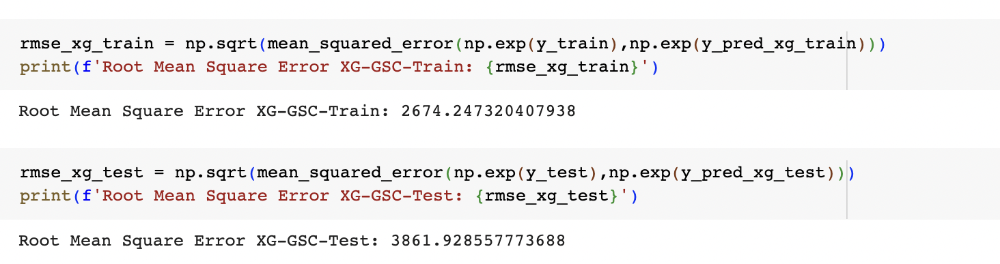 rmse_xg_train = np.sqrt(mean_squared_error(np.exp(y_train),np.exp(y_pred_xg_train)))
print(f'Root Mean Square Error XG-GSC-Train: {rmse_xg_train}')
Root Mean Square Error XG-GSC-Train: 2674.247320407938
rmse_xg_test = np.sqrt(mean_squared_error(np.exp(y_test),np.exp(y_pred_xg_test)))
print(f'Root Mean Square Error XG-GSC-Test: {rmse_xg_test}')
Root Mean Square Error XG-GSC-Test: 3861.928557773688